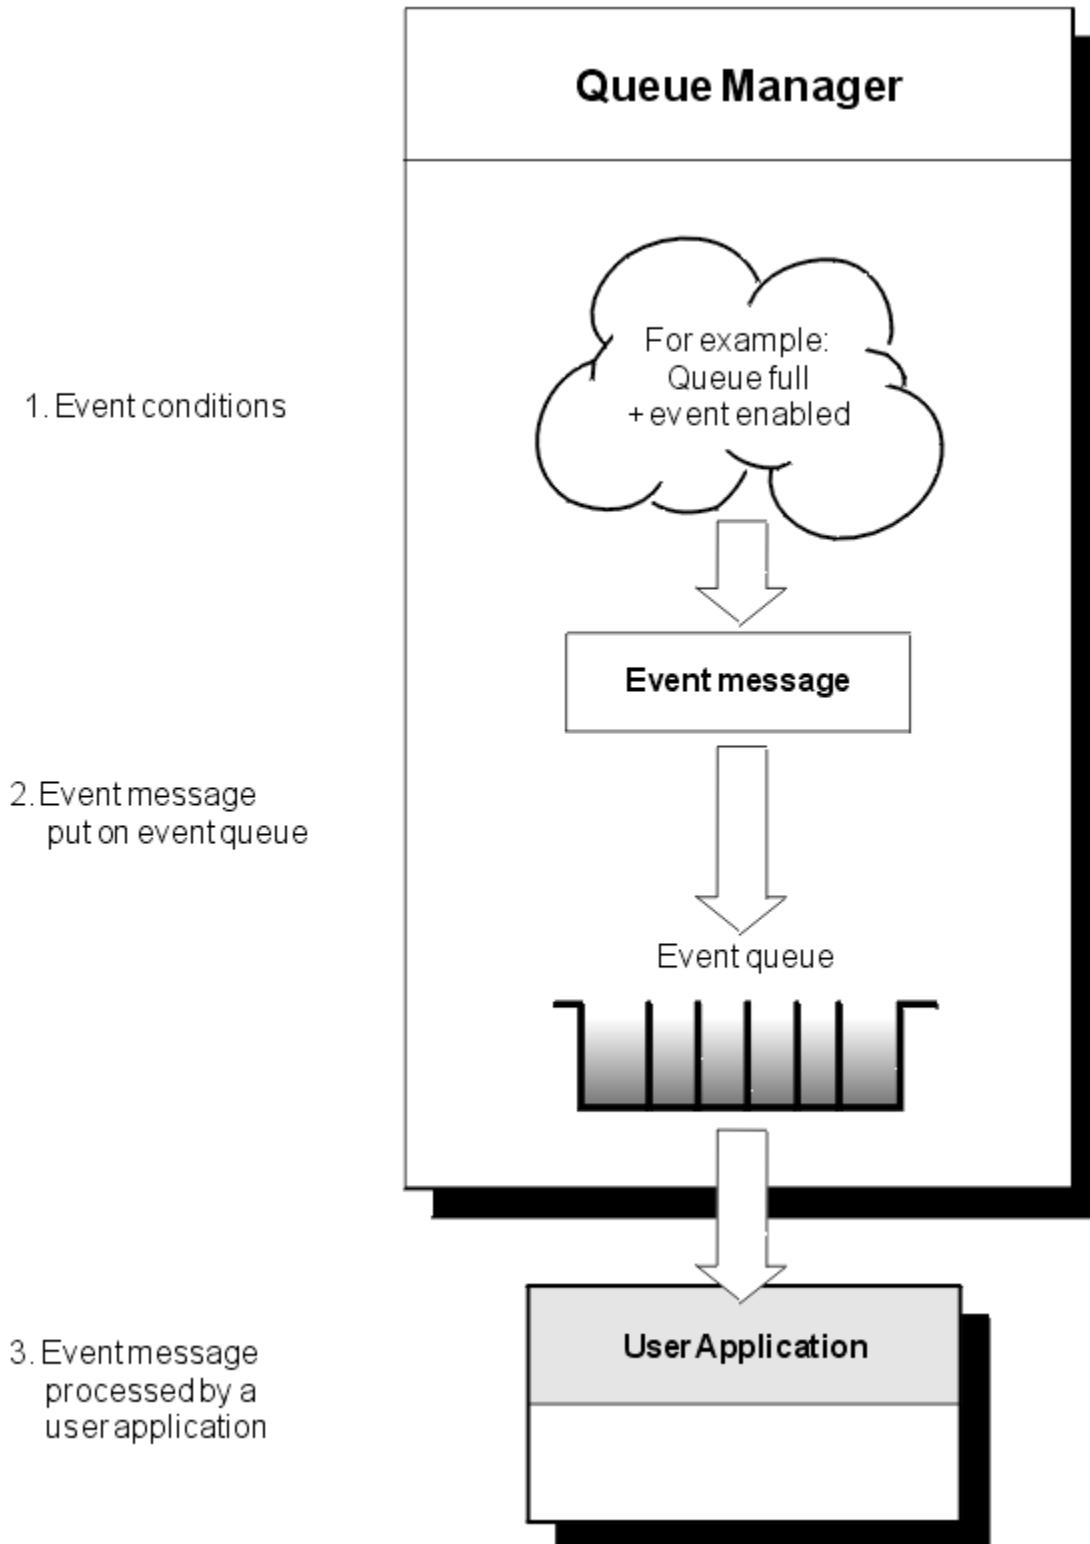 Queue Manager
1. Event conditions
For example:
Queue full
+ event enabled
Event message
2. Event message
put on event queue
Event queue
3. Event message
processed by a
user application
User Application